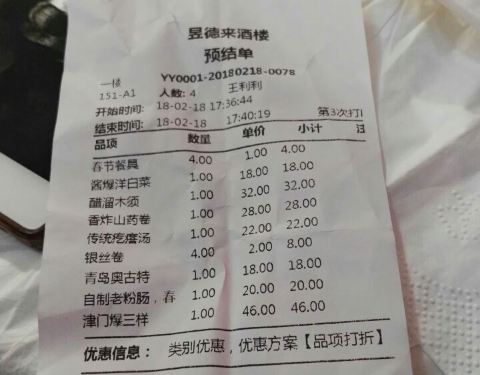 昱德来酒楼
预结单
一楼 YY0001-20180218-0078
151-A1 人数: 4 王利利
开始时间: 18-02-18 17:36:44
结束时间: 18-02-18 17:40:19 第3次打
品项 数量 单价 小计
春节餐具 4.00 1.00 4.00
酱爆洋白菜 1.00 18.00 18.00
醋溜木须 1.00 32.00 32.00
香炸山药卷 1.00 28.00 28.00
传统疙瘩汤 1.00 22.00 22.00
银丝卷 4.00 2.00 8.00
青岛奥古特 1.00 18.00 18.00
自制老粉肠，春 1.00 20.00 20.00
津门爆三样 1.00 46.00 46.00
优惠信息： 类别优惠，优惠方案【品项打折】